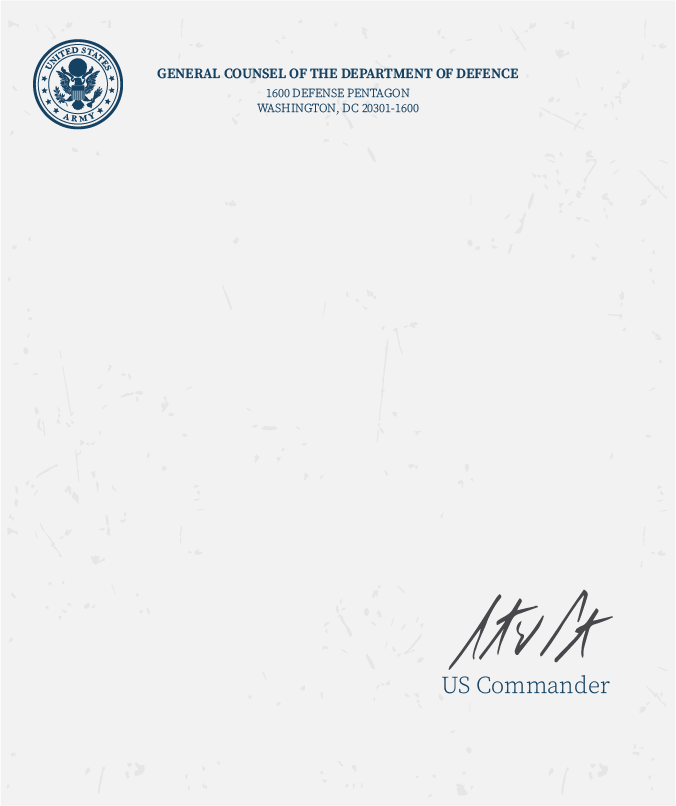 UNITED STATES
ARMY
GENERAL COUNSEL OF THE DEPARTMENT OF DEFENCE
1600 DEFENSE PENTAGON
WASHINGTON, DC 20301-1600
US Commander